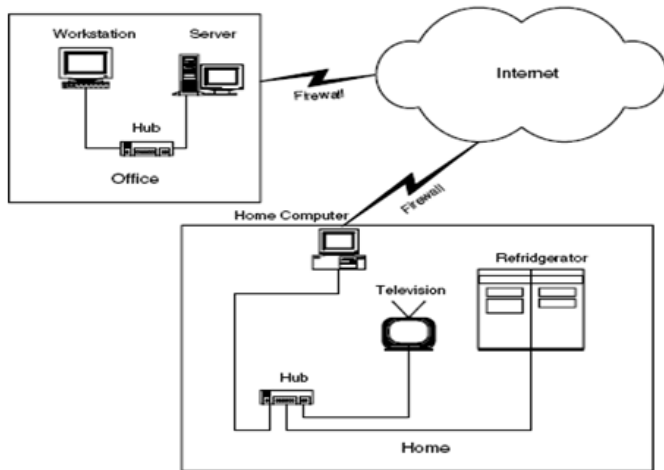 Workstation
Server
Internet
Firewall
Hub
Office
Firewall
Home Computer
Refridgerator
Television
Hub
Home